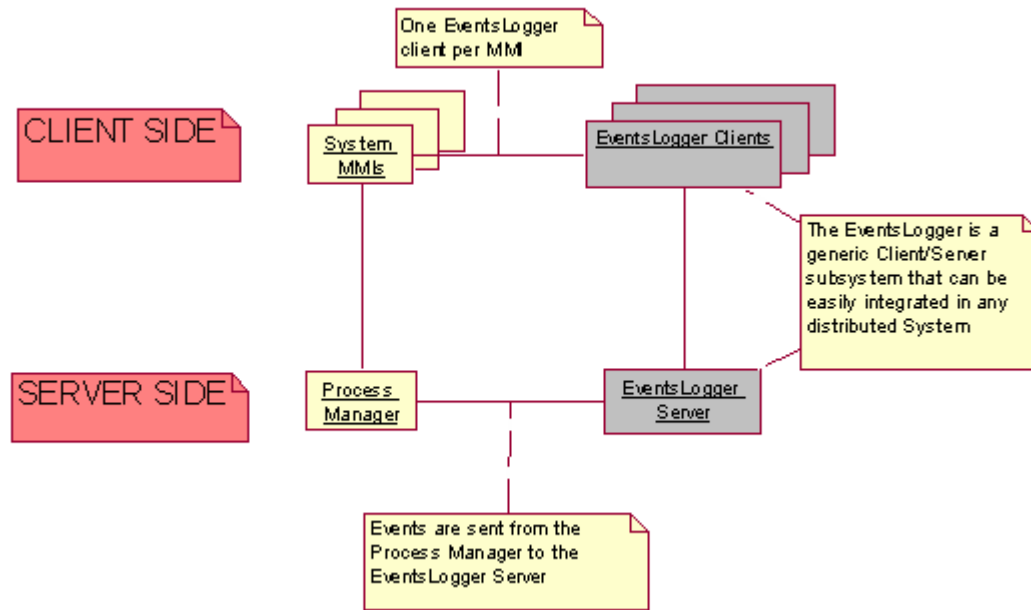 One EventsLogger
client per MMI
CLIENT SIDE
System
MMIs
EventsLogger Clients
The EventsLogger is a
generic Client/Server
subsystem that can be
easily integrated in any
distributed System
SERVER SIDE
Process
Manager
EventsLogger
Server
Events are sent from the
Process Manager to the
EventsLogger Server